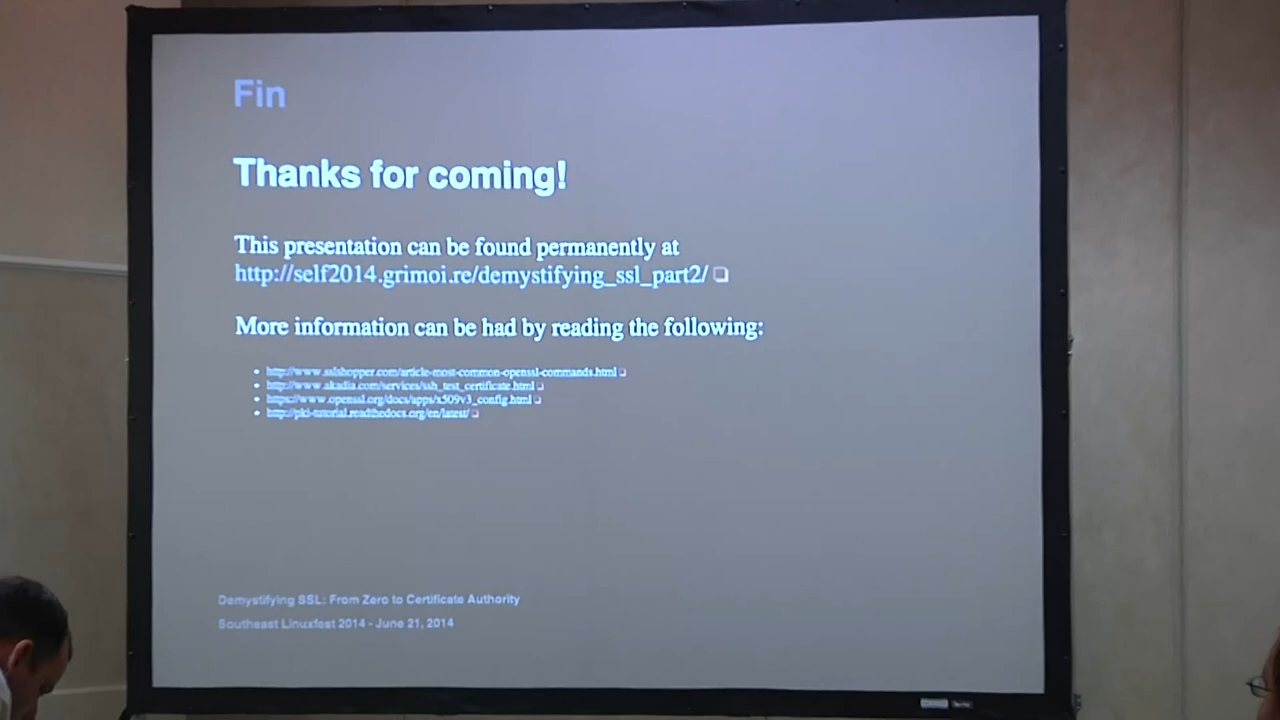 Fin
Thanks for coming!
This presentation can be found permanently at
http://self2014.grimoi.re/demystifying_ssl_part2/
More information can be had by reading the following:
• http://www.sslshopper.com/article-most-common-openssl-commands.html
• http://www.akadia.com/services/ssh_test_certificate.html
• https://www.openssl.org/docs/apps/x509v3_config.html
• http://pki-tutorial.readthedocs.org/en/latest/
Demystifying SSL: From Zero to Certificate Authority
Southeast Linuxfest 2014 - June 21, 2014